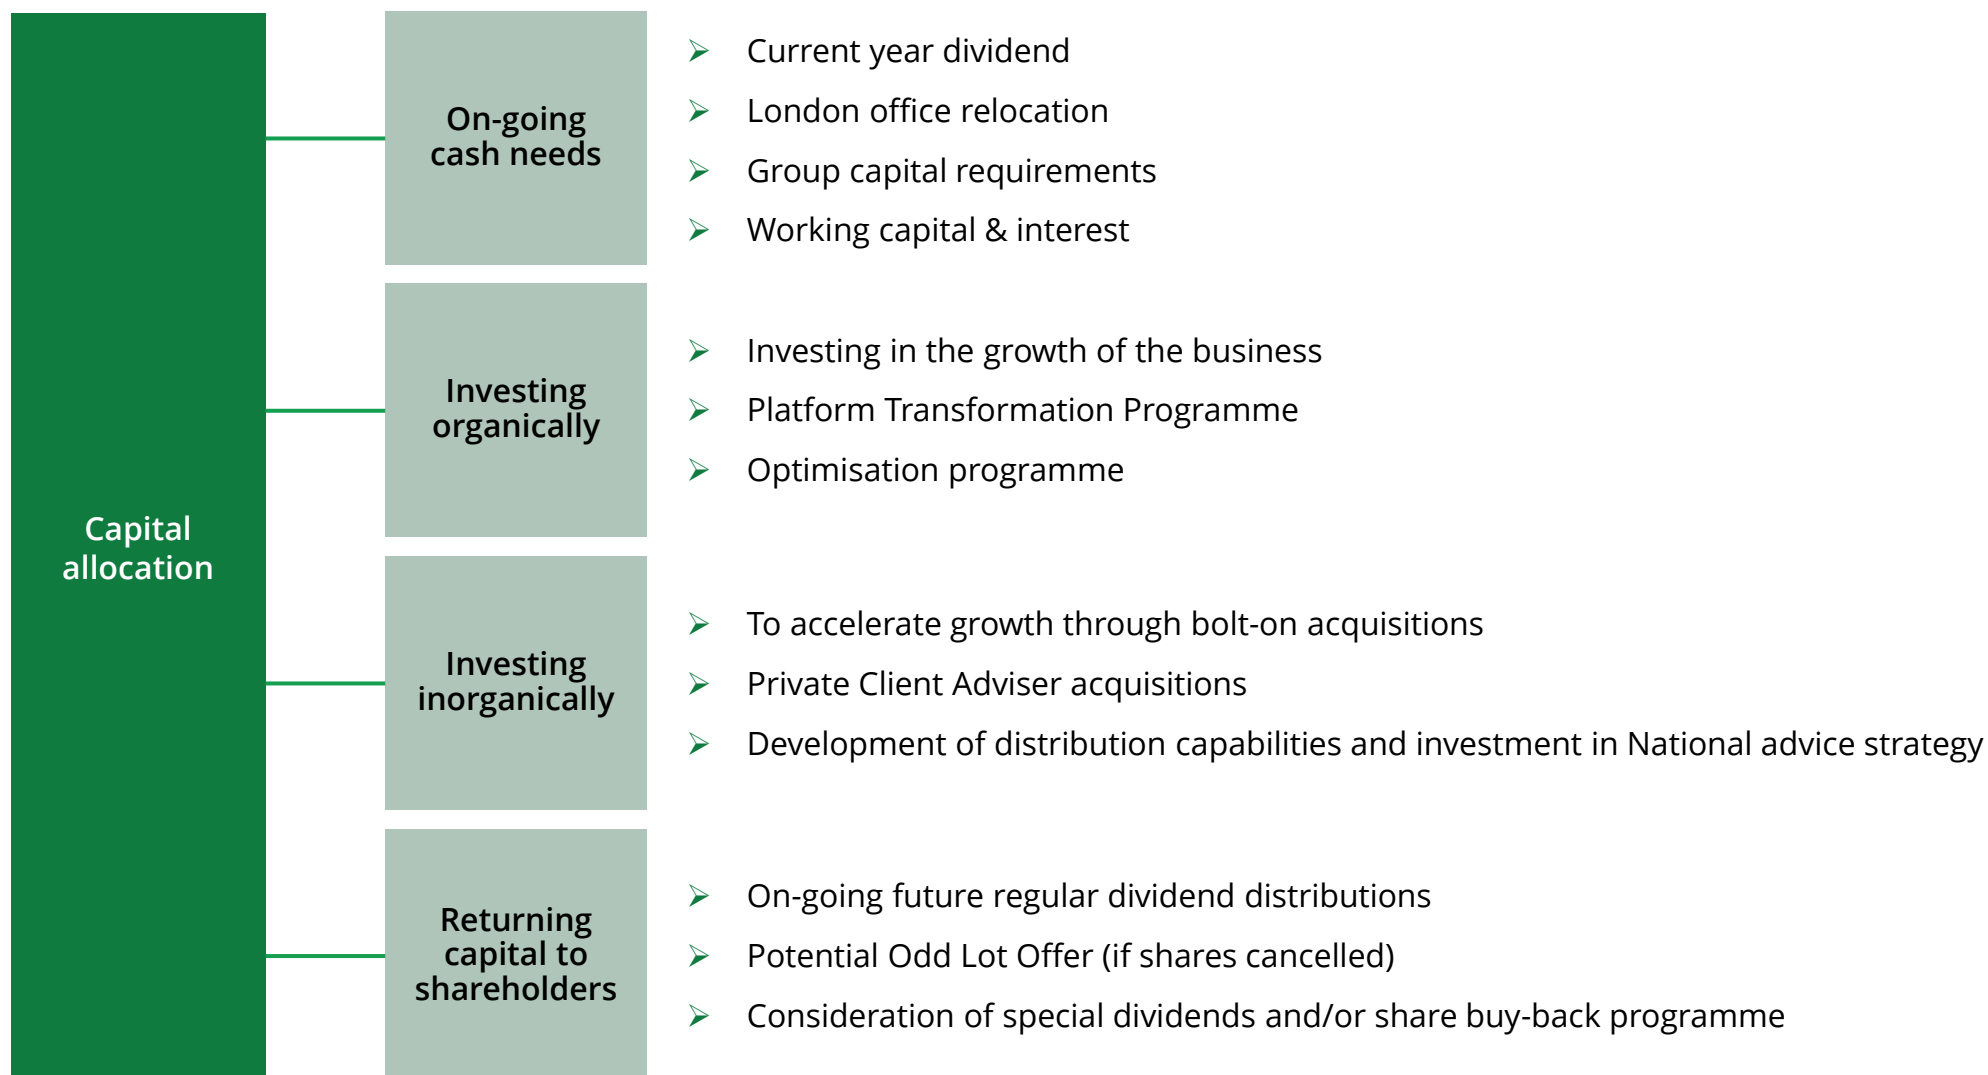 Capital
allocation
On-going
cash needs
Current year dividend
London office relocation
Group capital requirements
Working capital & interest
Investing
organically
Investing in the growth of the business
Platform Transformation Programme
Optimisation programme
Investing
inorganically
To accelerate growth through bolt-on acquisitions
Private Client Adviser acquisitions
Development of distribution capabilities and investment in National advice strategy
Returning
capital to
shareholders
On-going future regular dividend distributions
Potential Odd Lot Offer (if shares cancelled)
Consideration of special dividends and/or share buy-back programme